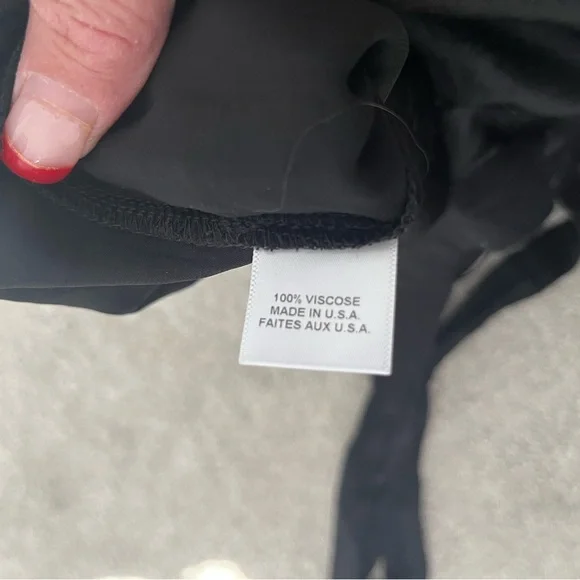 100% VISCOSE
MADE IN U.S.A.
FAITES AUX U.S.A.